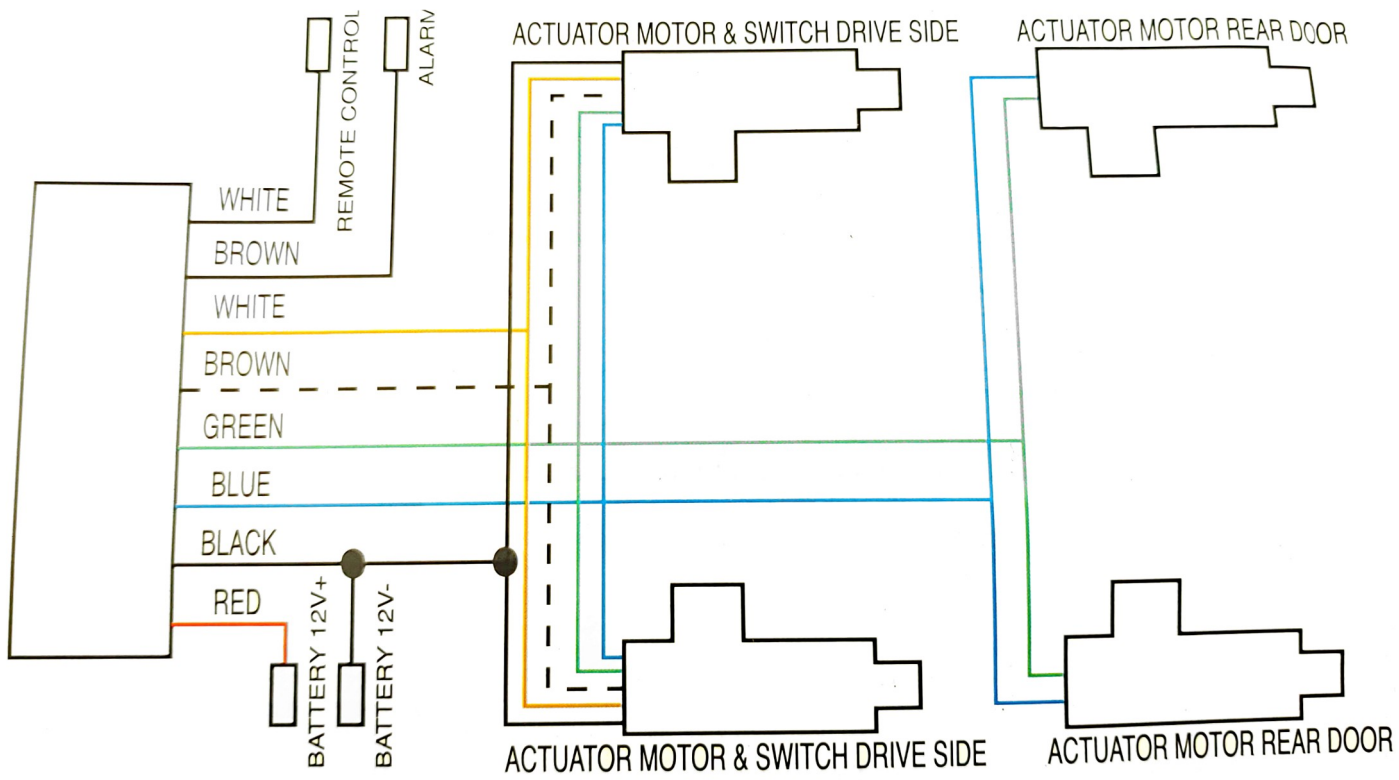 REMOTE CONTROL
ALARM
ACTUATOR MOTOR & SWITCH DRIVE SIDE
ACTUATOR MOTOR REAR DOOR
WHITE
BROWN
WHITE
BROWN
GREEN
BLUE
BLACK
RED
BATTERY 12V+
BATTERY 12V-
ACTUATOR MOTOR & SWITCH DRIVE SIDE
ACTUATOR MOTOR REAR DOOR